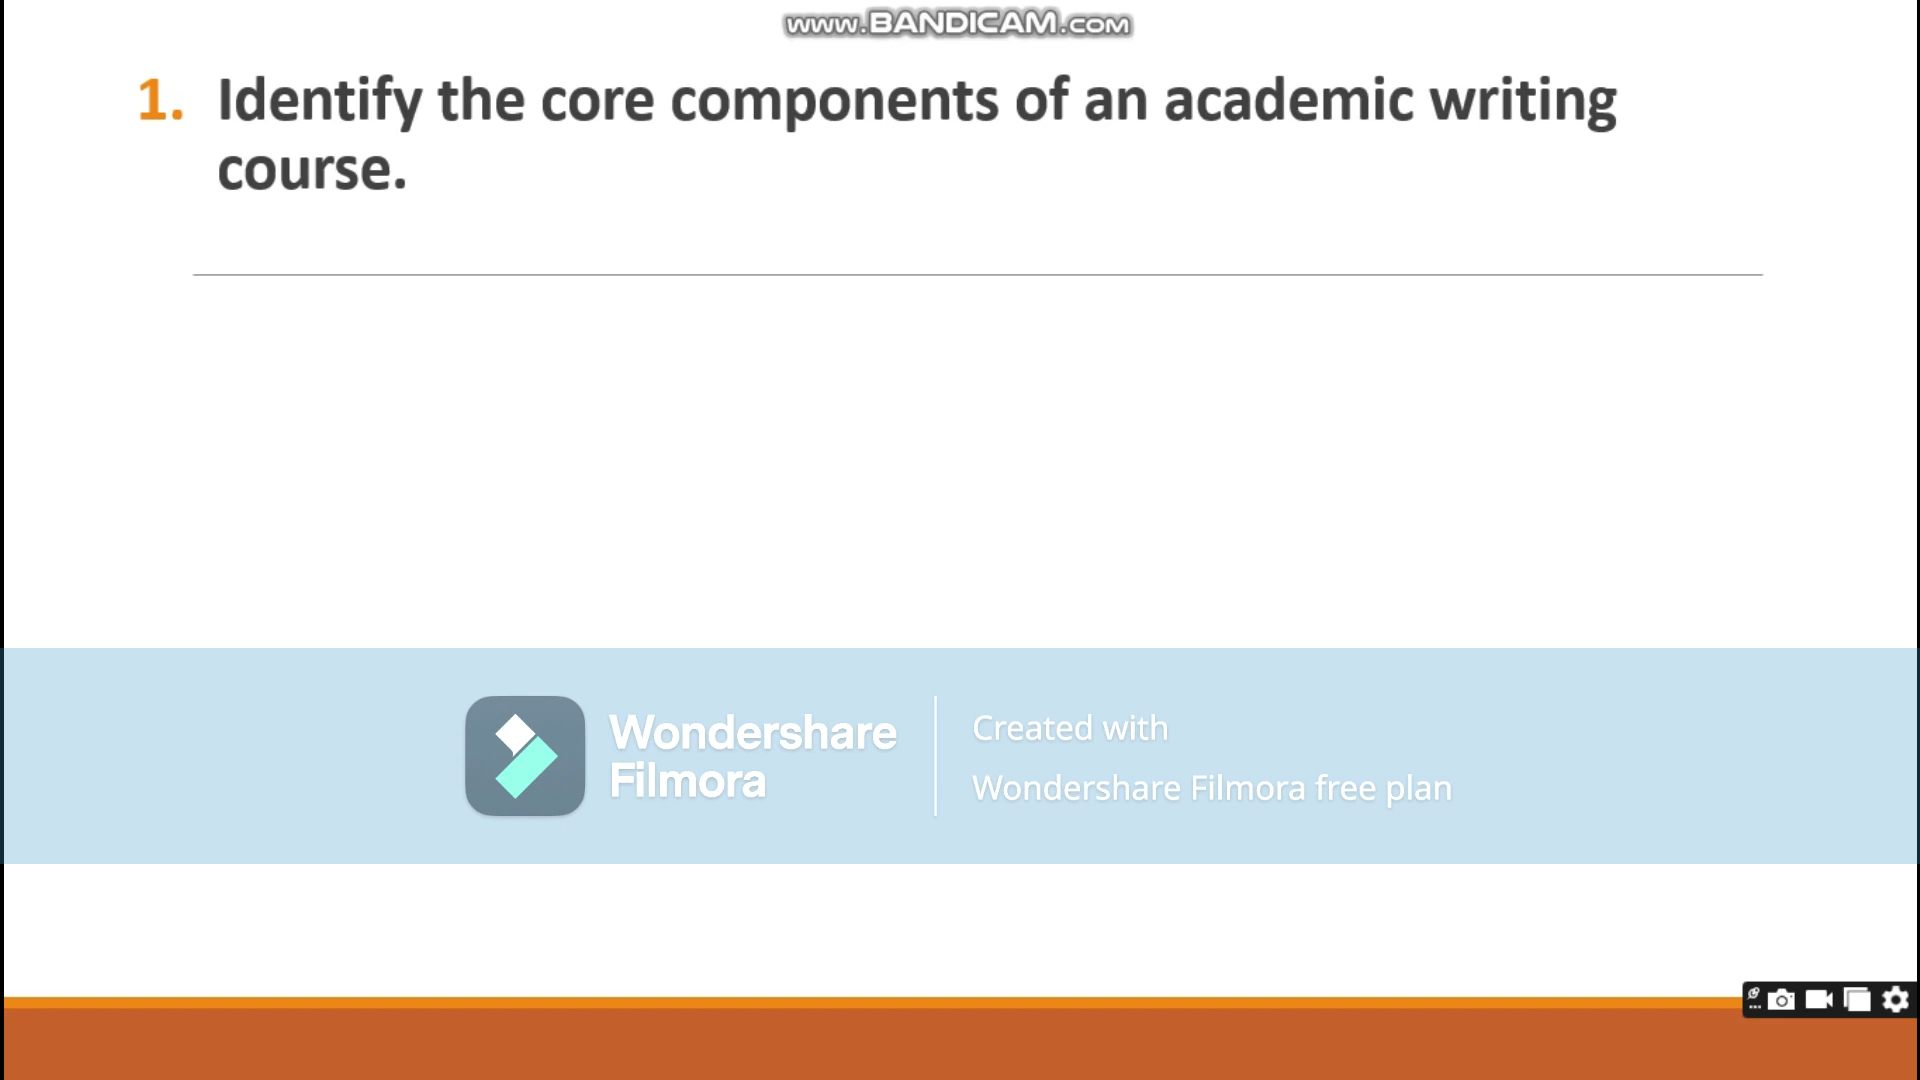 www.BANDICAM.COM
1. Identify the core components of an academic writing
course.
Wondershare
Filmora
Created with
Wondershare Filmora free plan